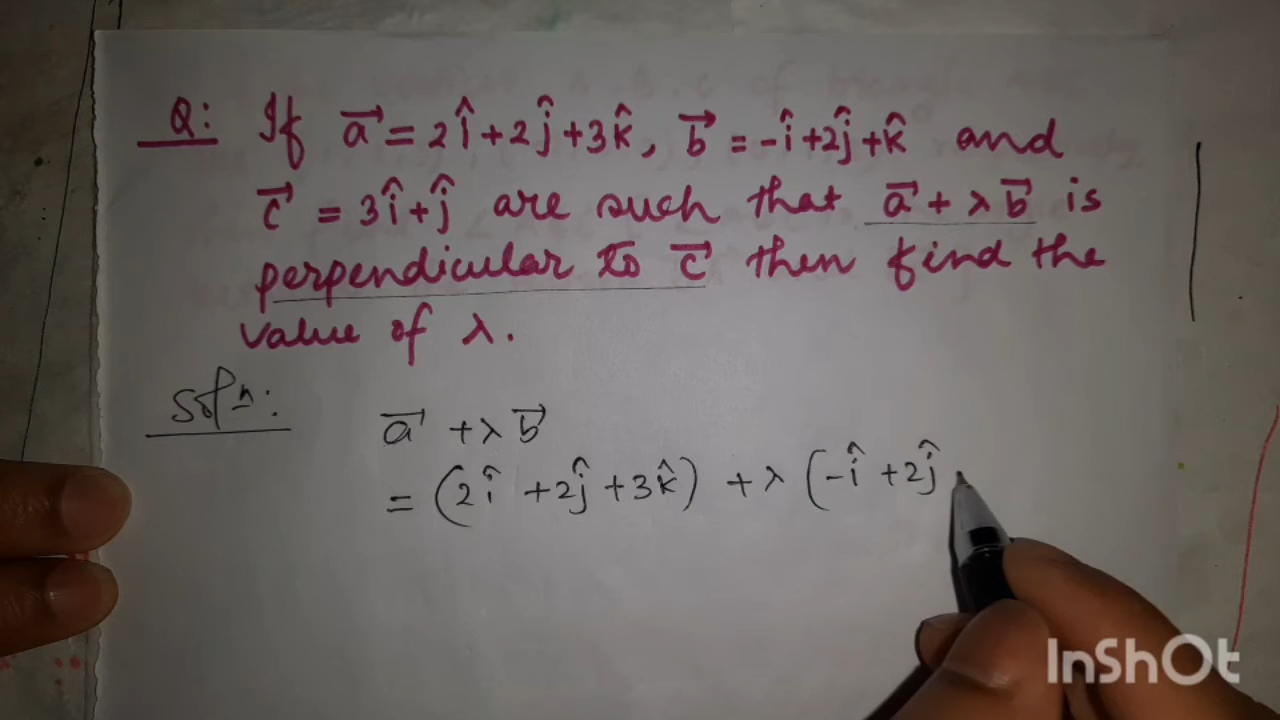 Q: If a⃗ = 2î+2ĵ+3k̂, b⃗ = -î+2ĵ+k̂ and
c⃗ = 3î+ĵ are such that a⃗ + λb⃗ is
perpendicular to c⃗ then find the
value of λ.
Solⁿ:
a⃗ + λb⃗
= (2î + 2ĵ + 3k̂) + λ (-î + 2ĵ
InShOt